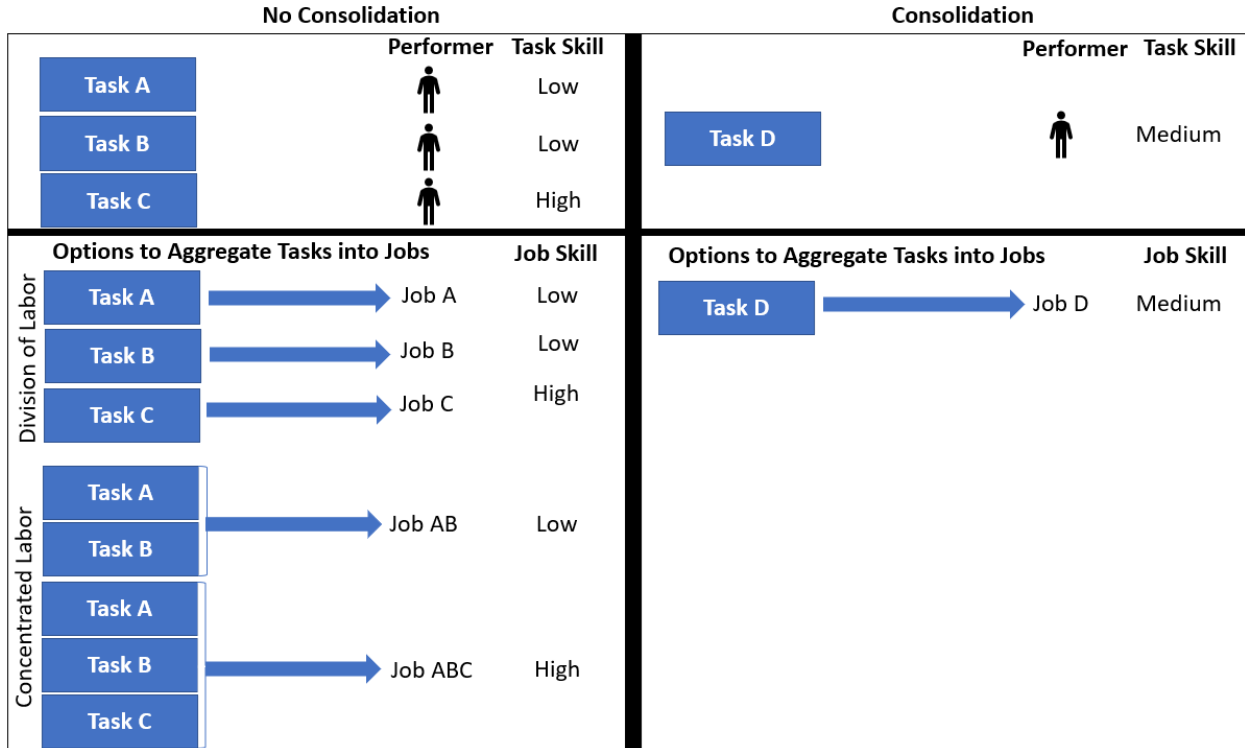 No Consolidation
Performer Task Skill
Task A Low
Task B Low
Task C High
Options to Aggregate Tasks into Jobs Job Skill
Division of Labor
Task A Job A Low
Task B Job B Low
Task C Job C High
Concentrated Labor
Task A
Task B
Job AB Low
Task A
Task B
Task C
Job ABC High
Consolidation
Performer Task Skill
Task D Medium
Options to Aggregate Tasks into Jobs Job Skill
Task D Job D Medium